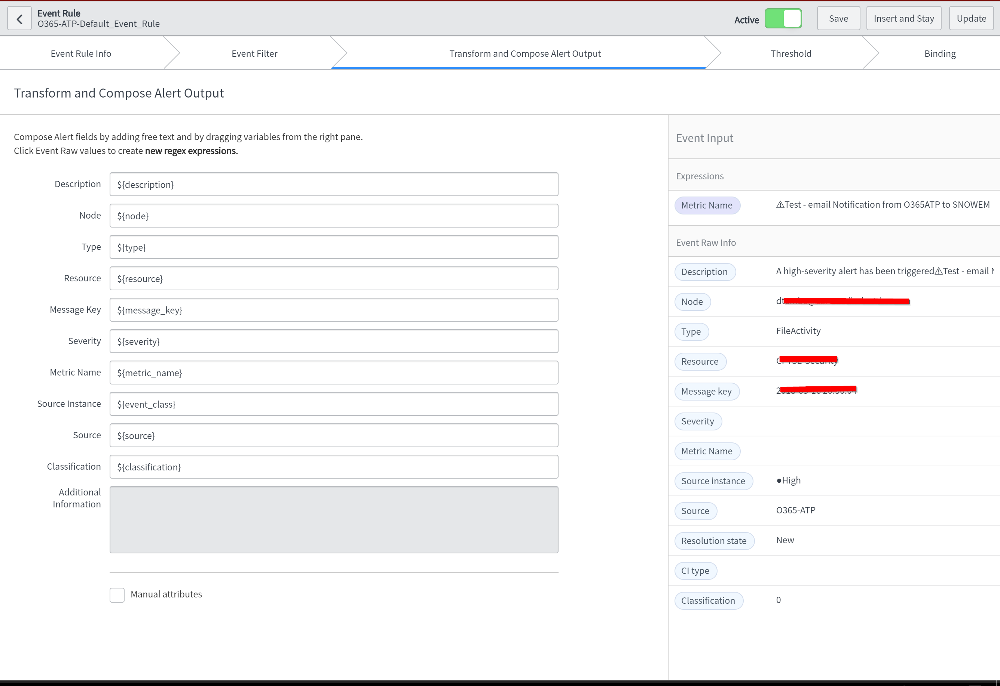 Event Rule
O365-ATP-Default_Event_Rule
Active
Save
Insert and Stay
Update
Event Rule Info
Event Filter
Transform and Compose Alert Output
Threshold
Binding
Transform and Compose Alert Output
Compose Alert fields by adding free text and by dragging variables from the right pane.
Click Event Raw values to create new regex expressions.
Description ${description}
Node ${node}
Type ${type}
Resource ${resource}
Message Key ${message_key}
Severity ${severity}
Metric Name ${metric_name}
Source Instance ${event_class}
Source ${source}
Classification ${classification}
Additional
Information
Manual attributes
Event Input
Expressions
Metric Name ⚠Test - email Notification from O365ATP to SNOWEM
Event Raw Info
Description A high-severity alert has been triggered⚠Test - email
Node
Type FileActivity
Resource
Message key
Severity
Metric Name
Source instance ●High
Source O365-ATP
Resolution state New
CI type
Classification 0